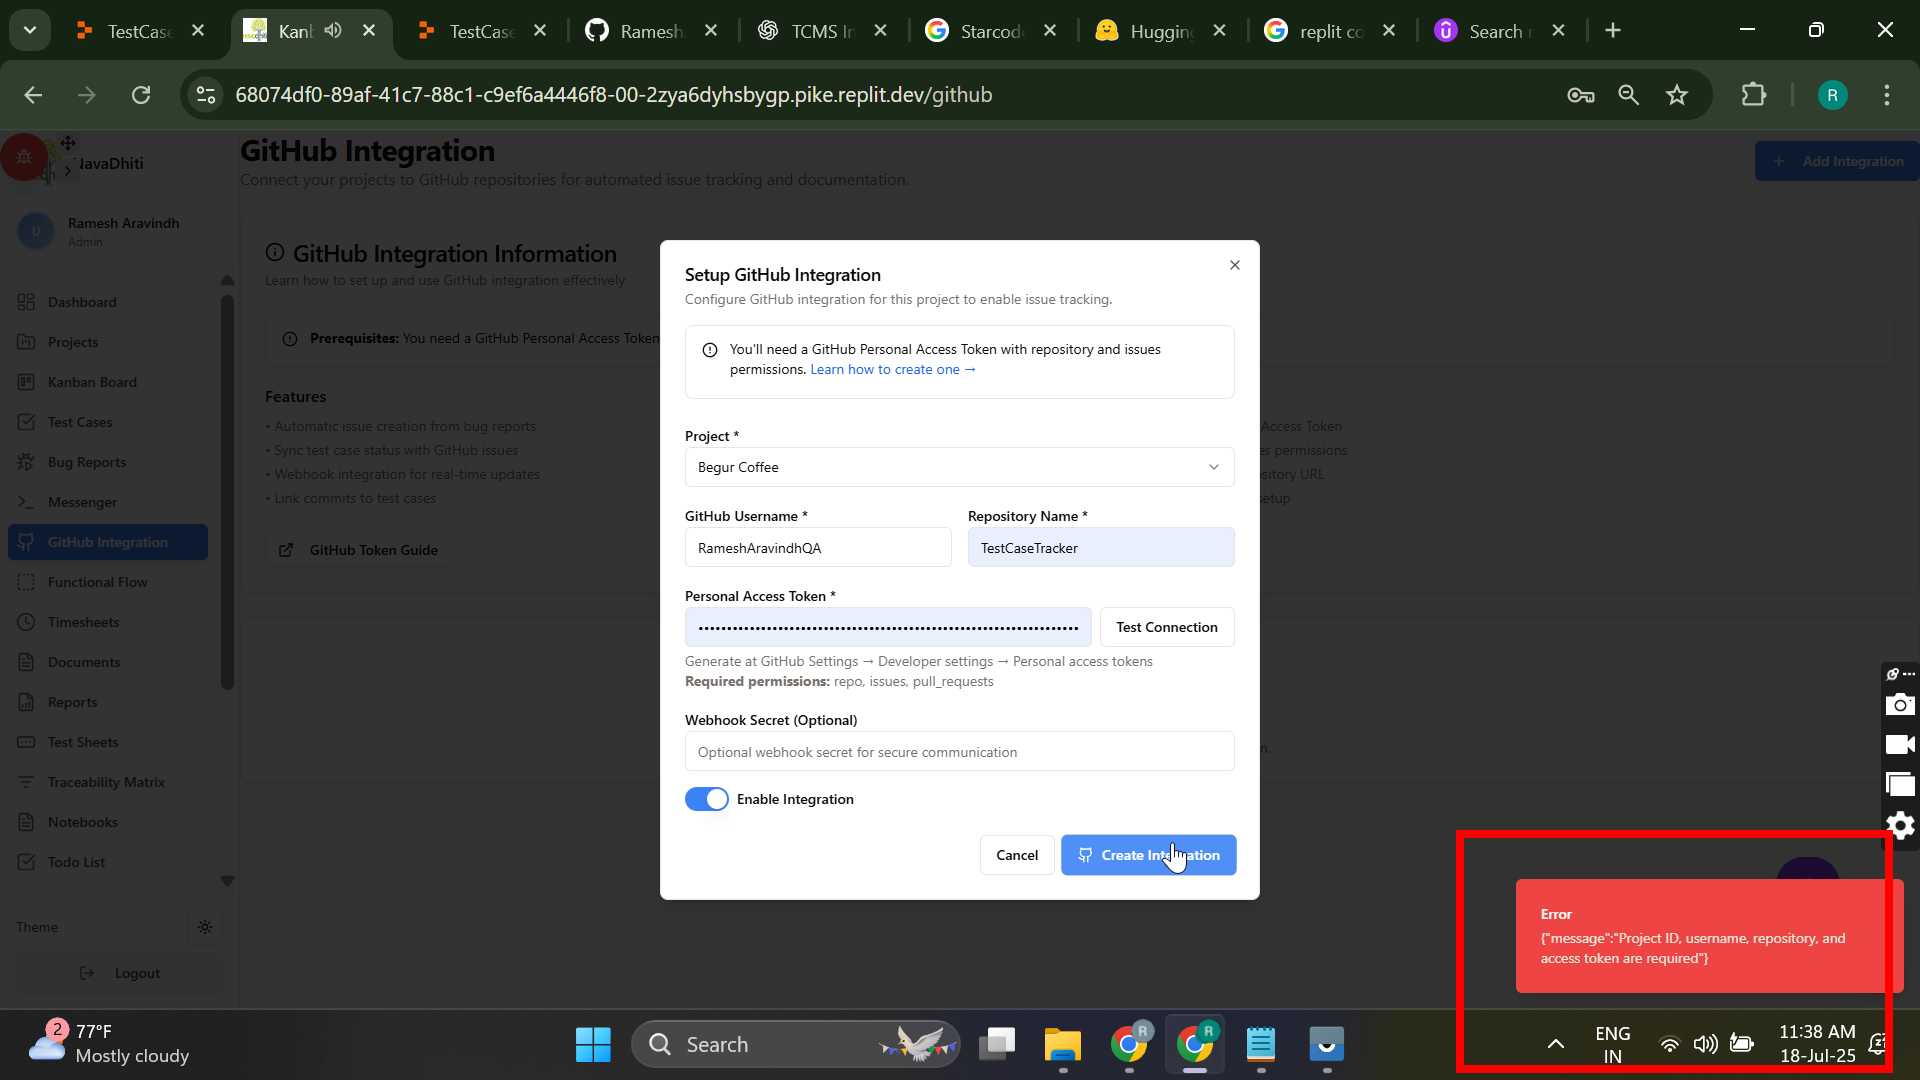 TestCase
Kanl
TestCase
Ramesh
TCMS In
Starcode
Hugging
replit co
Search r
68074df0-89af-41c7-88c1-c9ef6a4446f8-00-2zya6dyhsbygp.pike.replit.dev/github
R
NavaDhiti
U
Ramesh Aravindh
Admin
Dashboard
Projects
Kanban Board
Test Cases
Bug Reports
Messenger
GitHub Integration
Functional Flow
Timesheets
Documents
Reports
Test Sheets
Traceability Matrix
Notebooks
Todo List
Theme
Logout
GitHub Integration
Connect your projects to GitHub repositories for automated issue tracking and documentation.
Add Integration
GitHub Integration Information
Learn how to set up and use GitHub integration effectively
Prerequisites: You need a GitHub Personal Access Token
Features
• Automatic issue creation from bug reports
• Sync test case status with GitHub issues
• Webhook integration for real-time updates
• Link commits to test cases
GitHub Token Guide
Access Token
permissions
URL
setup
Setup GitHub Integration
Configure GitHub integration for this project to enable issue tracking.
You'll need a GitHub Personal Access Token with repository and issues
permissions. Learn how to create one →
Project *
Begur Coffee
GitHub Username *
Repository Name *
RameshAravindhQA
TestCaseTracker
Personal Access Token *
Test Connection
Generate at GitHub Settings → Developer settings → Personal access tokens
Required permissions: repo, issues, pull_requests
Webhook Secret (Optional)
Optional webhook secret for secure communication
Enable Integration
Cancel
Create Integration
Error
{"message":"Project ID, username, repository, and
access token are required"}
2
77°F
Mostly cloudy
Search
R
R
ENG
IN
11:38 AM
18-Jul-25